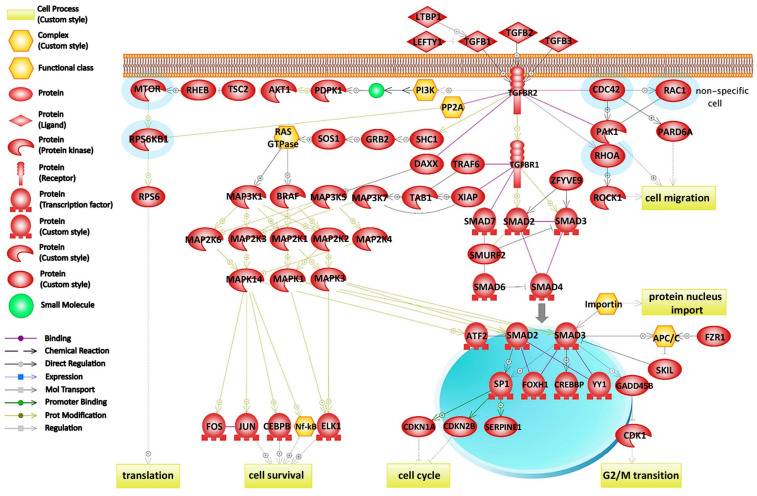 Cell Process
(Custom style)
Complex
(Custom style)
Functional class
Protein
Protein
(Ligand)
Protein
(Protein kinase)
Protein
(Receptor)
Protein
(Transcription factor)
Protein
(Custom style)
Protein
(Custom style)
Protein
(Custom style)
Small Molecule
Binding
Chemical Reaction
Direct Regulation
Expression
Mol Transport
Promoter Binding
Prot Modification
Regulation
LTBP1
LEFTY1
TGFB1
TGFB2
TGFB3
MTOR
RHEB
TSC2
AKT1
PDPK1
PI3K
TGFBR2
CDC42
RAC1
non-specific
cell
PP2A
RPS6KB1
RAS
GTPase
SOS1
GRB2
SHC1
PAK1
PARD6A
DAXX
TRAF6
TGFBR1
RHOA
RPS6
MAP3K1
BRAF
MAP3K5
MAP3K7
TAB1
XIAP
ZFYVE9
ROCK1
cell migration
SMAD7
SMAD2
SMAD3
MAP2K6
MAP2K3
MAP2K1
MAP2K2
MAP2K4
SMURF2
MAPK14
MAPK1
MAPK3
SMAD6
SMAD4
Importin
protein nucleus
import
ATF2
SMAD2
SMAD3
APC/C
FZR1
SKIL
SP1
FOXH1
CREBBP
YY1
GADD45B
FOS
JUN
CEBPB
Nf-kB
ELK1
CDKN1A
CDKN2B
SERPINE1
CDK1
translation
cell survival
cell cycle
G2/M transition